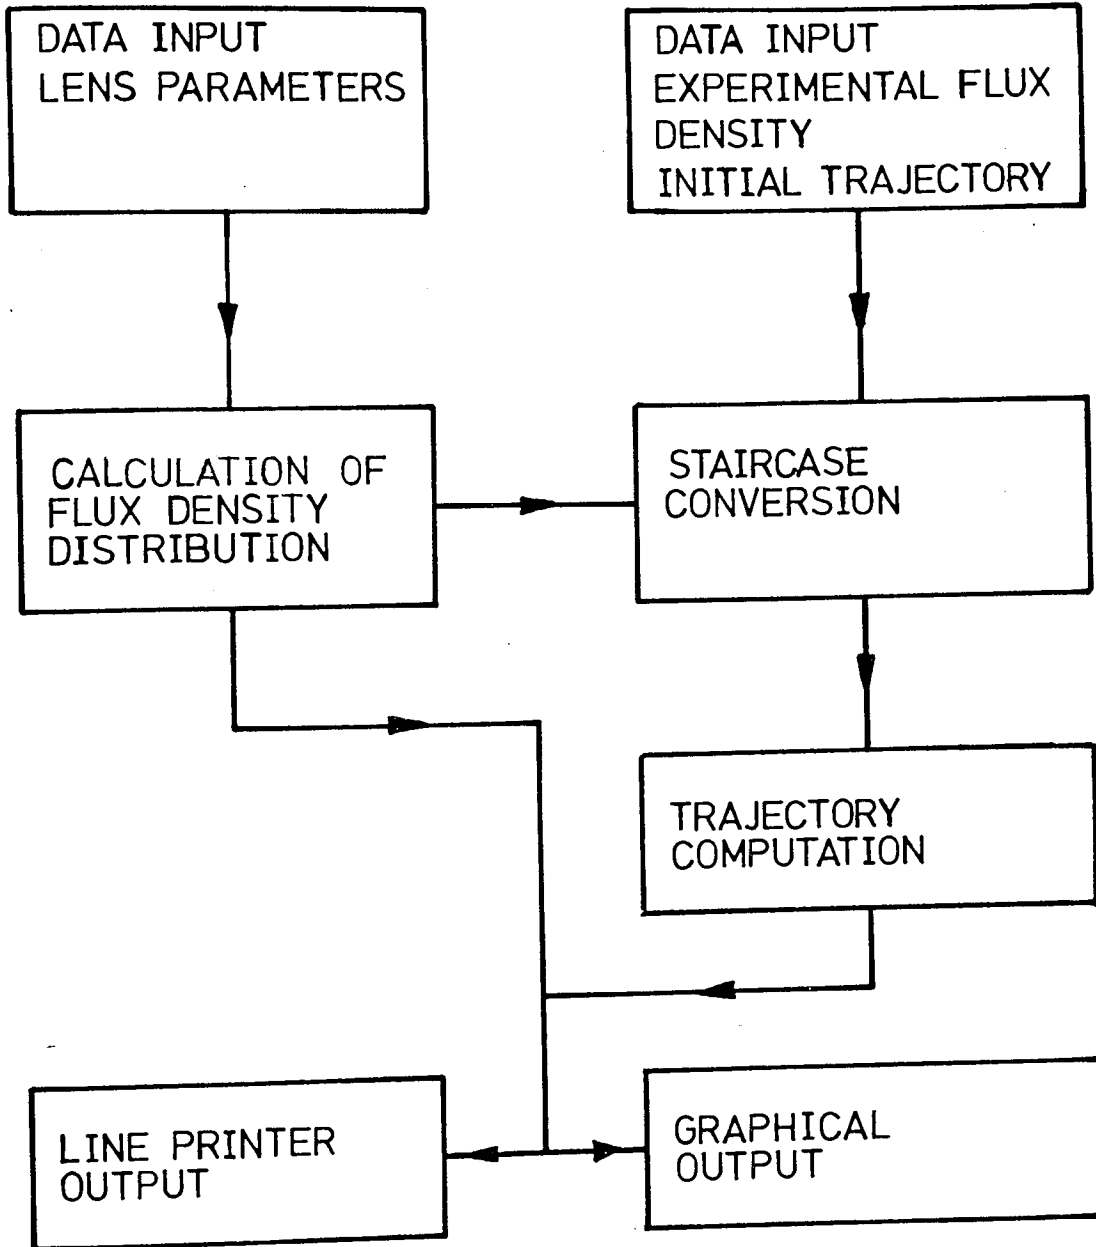 DATA INPUT
LENS PARAMETERS
DATA INPUT
EXPERIMENTAL FLUX
DENSITY
INITIAL TRAJECTORY
CALCULATION OF
FLUX DENSITY
DISTRIBUTION
STAIRCASE
CONVERSION
TRAJECTORY
COMPUTATION
LINE PRINTER
OUTPUT
GRAPHICAL
OUTPUT